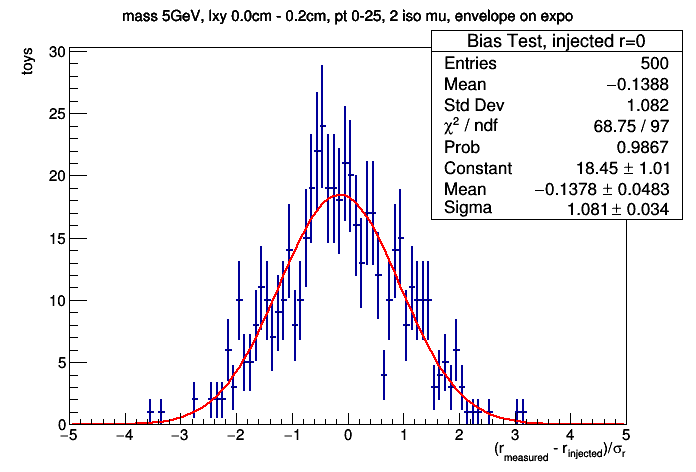 mass 5GeV, lxy 0.0cm - 0.2cm, pt 0-25, 2 iso mu, envelope on expo
Bias Test, injected r=0
Entries 500
Mean −0.1388
Std Dev 1.082
χ² / ndf 68.75 / 97
Prob 0.9867
Constant 18.45 ± 1.01
Mean −0.1378 ± 0.0483
Sigma 1.081 ± 0.034
toys
30
25
20
15
10
5
0
−5 −4 −3 −2 −1 0 1 2 3 4 5
(r_measured - r_injected)/σ_r